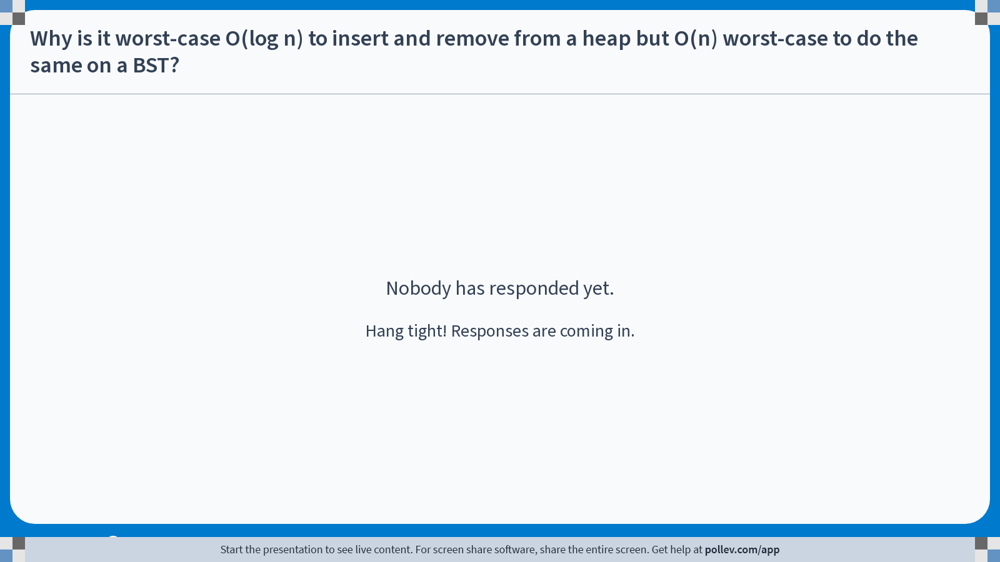 Why is it worst-case O(log n) to insert and remove from a heap but O(n) worst-case to do the
same on a BST?
Nobody has responded yet.
Hang tight! Responses are coming in.
Start the presentation to see live content. For screen share software, share the entire screen. Get help at pollev.com/app